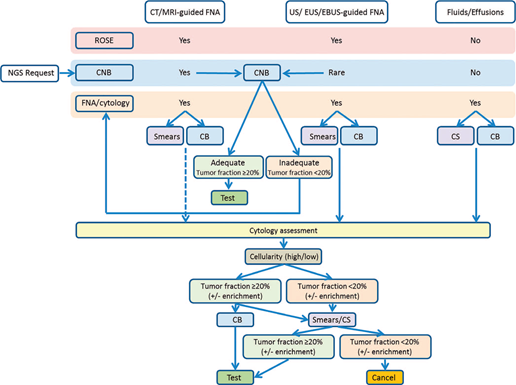 CT/MRI-guided FNA
US/ EUS/EBUS-guided FNA
Fluids/Effusions
ROSE
Yes
Yes
No
NGS Request
CNB
Yes
CNB
Rare
No
FNA/cytology
Yes
Yes
Yes
Smears
CB
Smears
CB
CS
CB
Adequate
Tumor fraction ≥20%
Inadequate
Tumor fraction <20%
Test
Cytology assessment
Cellularity (high/low)
Tumor fraction ≥20%
(+/- enrichment)
Tumor fraction <20%
(+/- enrichment)
CB
Smears/CS
Tumor fraction ≥20%
(+/- enrichment)
Tumor fraction <20%
(+/- enrichment)
Test
Cancel